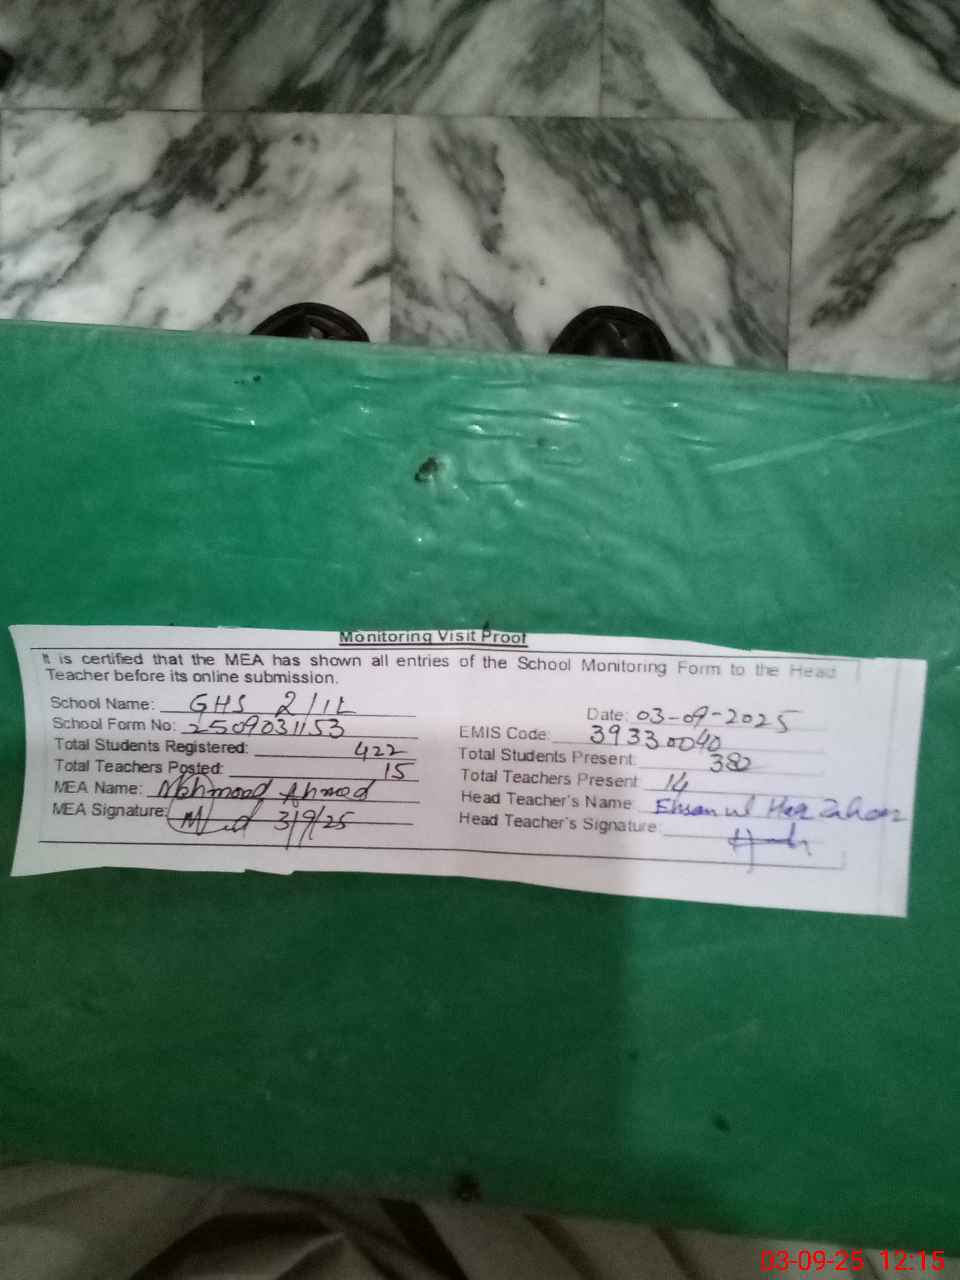 Monitoring Visit Proof
It is certified that the MEA has shown all entries of the School Monitoring Form to the Head
Teacher before its online submission.
School Name: GHS 2/1L
Date: 03-09-2025
School Form No: 2509031153
EMIS Code: 39330040
Total Students Registered: 422
Total Students Present: 382
Total Teachers Posted: 15
Total Teachers Present: 14
MEA Name: Mehmood Ahmed
Head Teacher's Name: Ehsan ul Haq
MEA Signature: 3/9/25
Head Teacher's Signature:
03-09-25 12:15